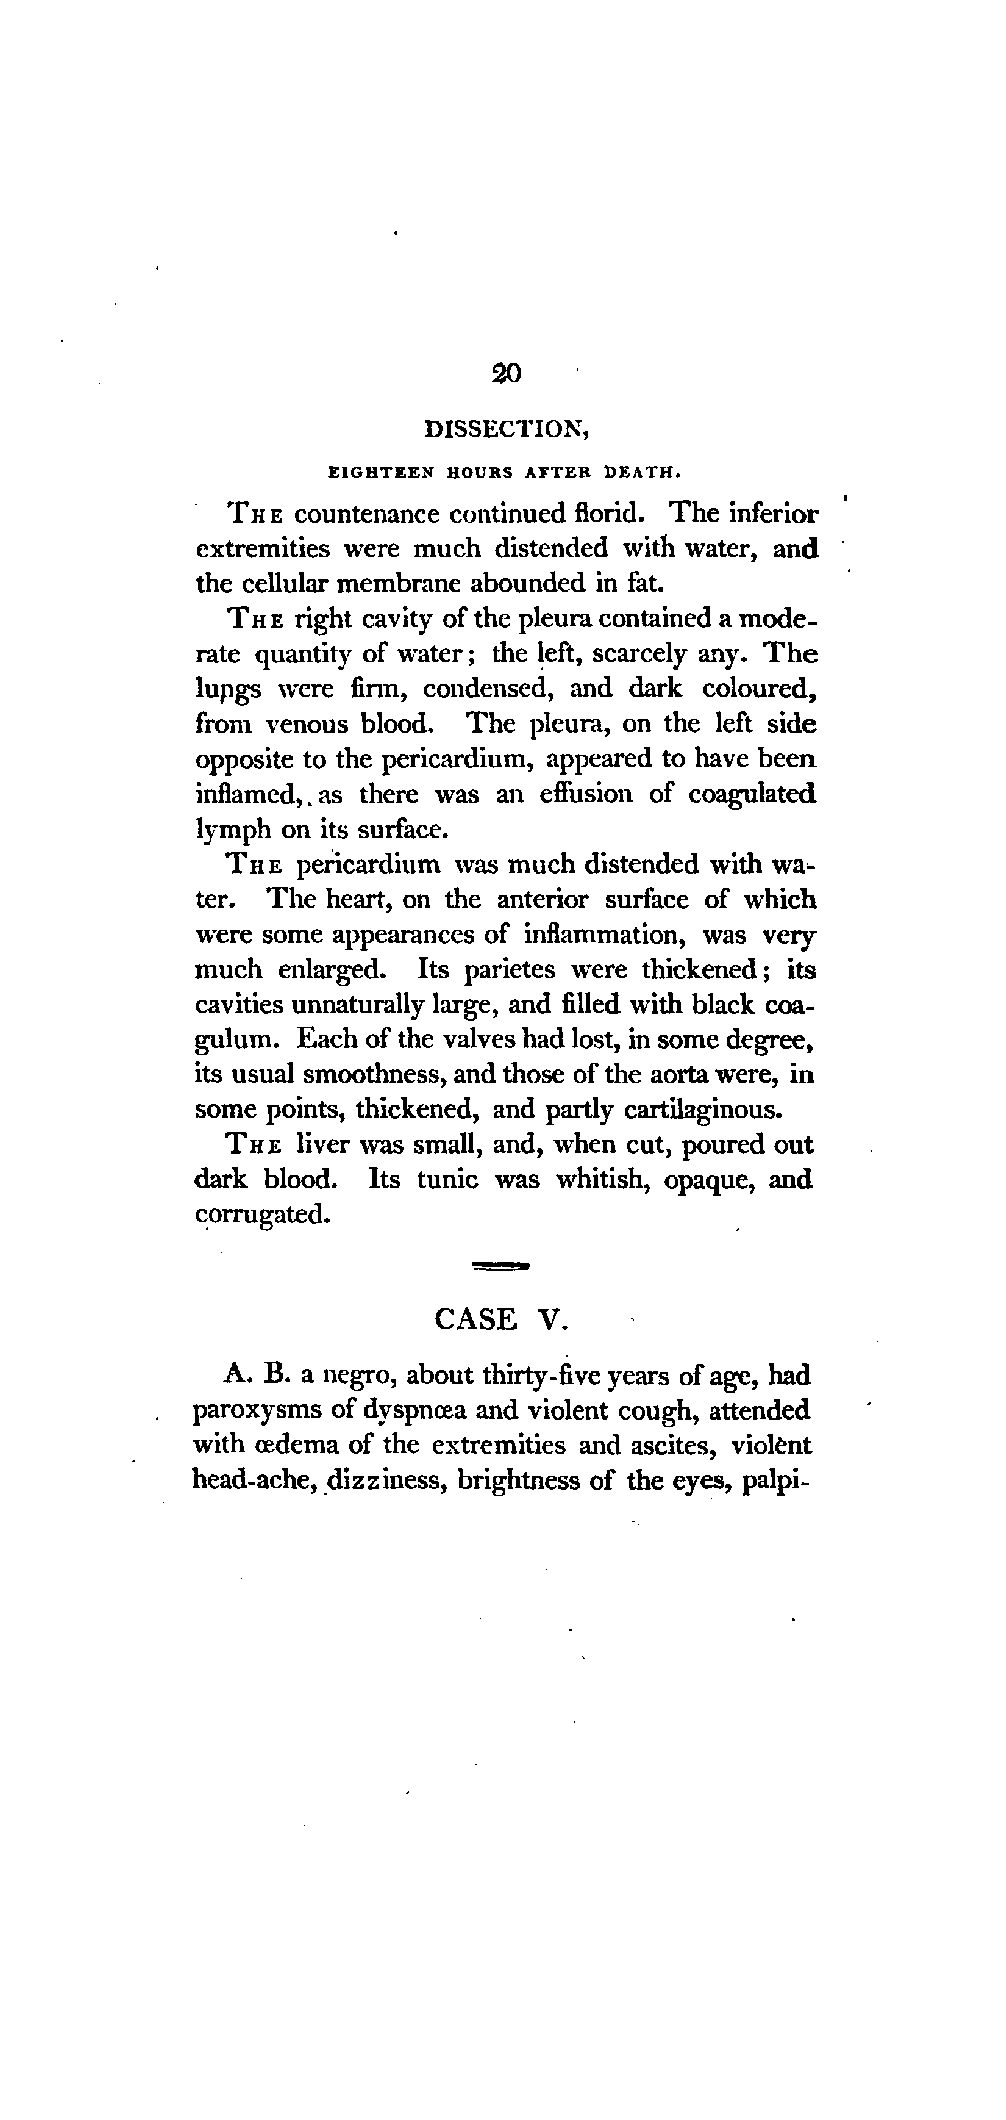 20
DISSECTION,
EIGHTEEN HOURS AFTER DEATH.
THE countenance continued florid. The inferior
extremities were much distended with water, and
the cellular membrane abounded in fat.
THE right cavity of the pleura contained a mode-
rate quantity of water; the left, scarcely any. The
lupgs were firm, condensed, and dark coloured,
from venous blood. The pleura, on the left side
opposite to the pericardium, appeared to have been
inflamed, as there was an effusion of coagulated
lymph on its surface.
THE pericardium was much distended with wa-
ter. The heart, on the anterior surface of which
were some appearances of inflammation, was very
much enlarged. Its parietes were thickened; its
cavities unnaturally large, and filled with black coa-
gulum. Each of the valves had lost, in some degree,
its usual smoothness, and those of the aorta were, in
some points, thickened, and partly cartilaginous.
THE liver was small, and, when cut, poured out
dark blood. Its tunic was whitish, opaque, and
corrugated.
CASE V.
A. B. a negro, about thirty-five years of age, had
paroxysms of dyspnœa and violent cough, attended
with œdema of the extremities and ascites, violent
head-ache, dizziness, brightness of the eyes, palpi-